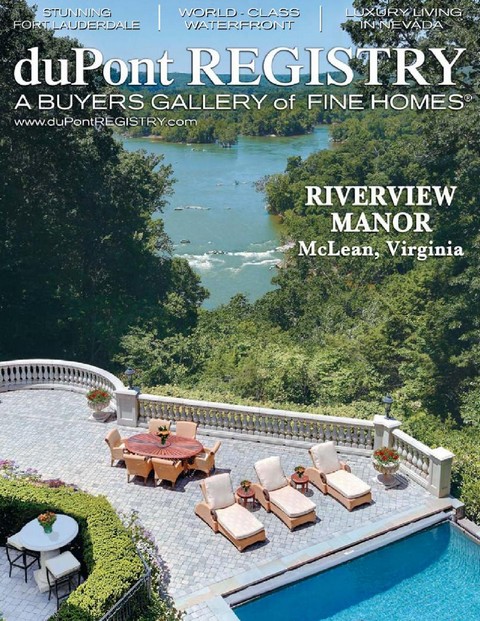 STUNNING FORT LAUDERDALE | WORLD-CLASS WATERFRONT | LUXURY LIVING IN NEVADA
duPont REGISTRY
A BUYERS GALLERY of FINE HOMES®
www.duPontREGISTRY.com
RIVERVIEW
MANOR
McLean, Virginia